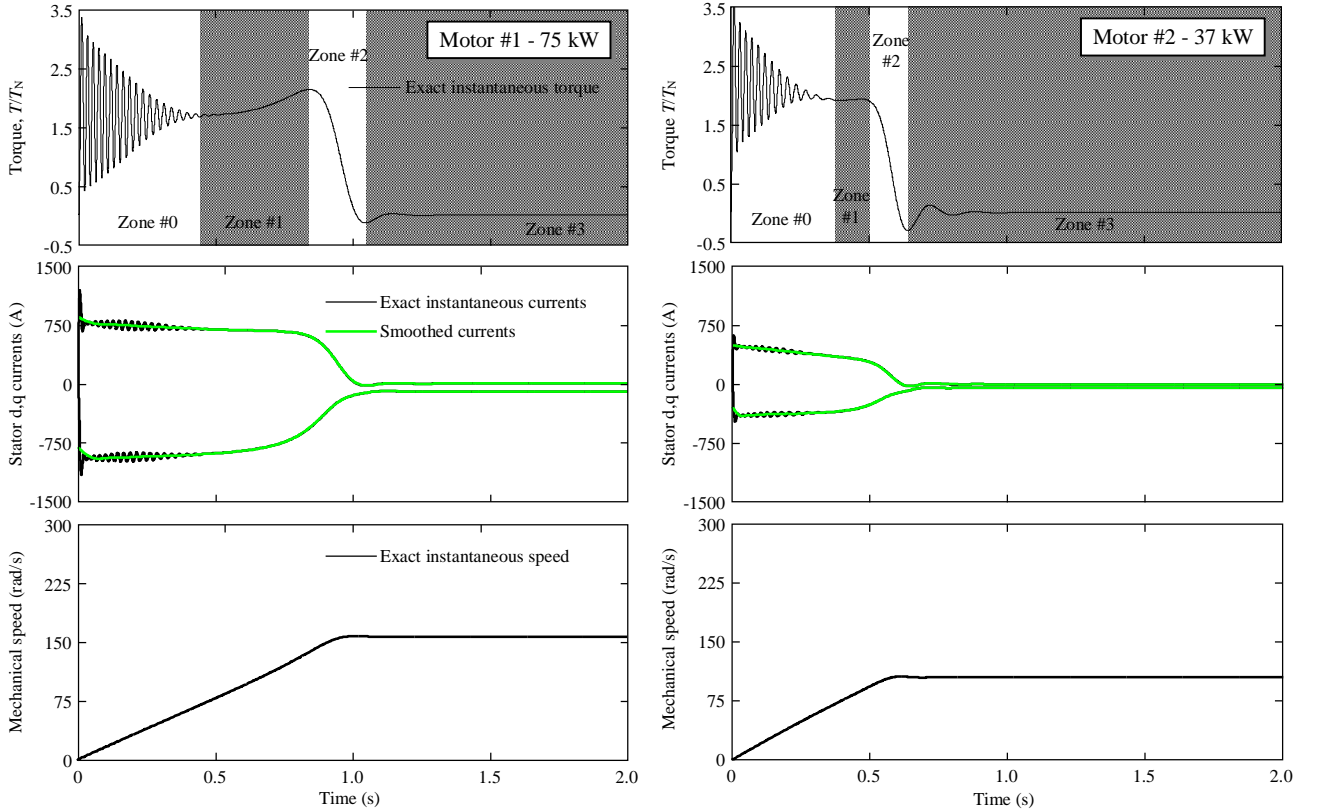 3.5
2.5
1.5
0.5
-0.5
Torque, T/TN
Motor #1 - 75 kW
Zone #2
Exact instantaneous torque
Zone #0
Zone #1
Zone #3
1500
750
0
-750
-1500
Stator d,q currents (A)
Exact instantaneous currents
Smoothed currents
300
225
150
75
0
Mechanical speed (rad/s)
Exact instantaneous speed
0
0.5
1.0
1.5
2.0
Time (s)
3.5
2.5
1.5
0.5
-0.5
Torque T/TN
Motor #2 - 37 kW
Zone
#2
Zone #0
Zone
#1
Zone #3
1500
750
0
-750
-1500
Stator d,q currents (A)
300
225
150
75
0
Mechanical speed (rad/s)
0
0.5
1.0
1.5
2.0
Time (s)